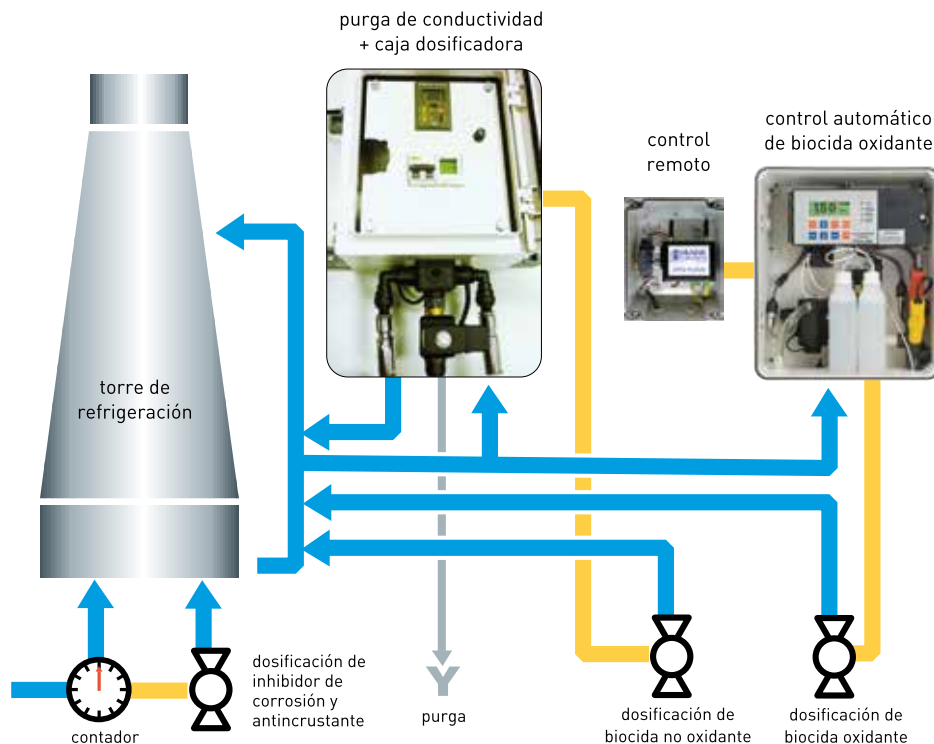 purga de conductividad
+ caja dosificadora
control
remoto
control automático
de biocida oxidante
150
torre de
refrigeración
contador
dosificación de
inhibidor de
corrosión y
antincrustante
purga
dosificación de
biocida no oxidante
dosificación de
biocida oxidante